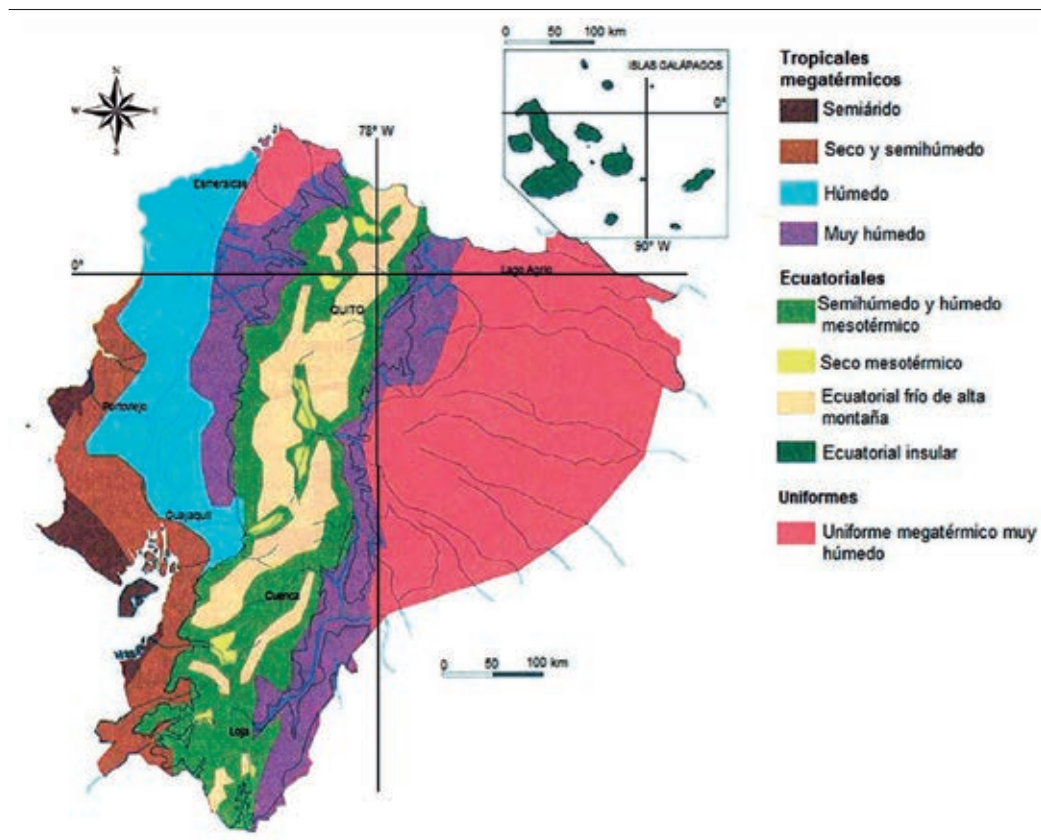 0 50 100 km
ISLAS GALÁPAGOS
0°
90° W
N
W
E
S
78° W
Esmeraldas
0°
Lago Agrio
QUITO
Portoviejo
Guayaquil
Cuenca
Loja
0 50 100 km
Tropicales
megatérmicos
Semiárido
Seco y semihúmedo
Húmedo
Muy húmedo
Ecuatoriales
Semihúmedo y húmedo
mesotérmico
Seco mesotérmico
Ecuatorial frío de alta
montaña
Ecuatorial insular
Uniformes
Uniforme megatérmico muy
húmedo